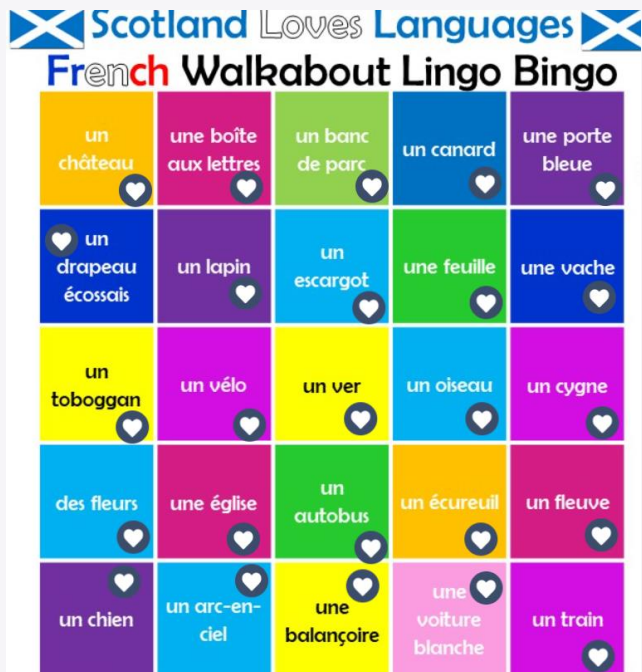 Scotland Loves Languages
French Walkabout Lingo Bingo
un
château
une boîte
aux lettres
un banc
de parc
un canard
une porte
bleue
un
drapeau
écossais
un lapin
un
escargot
une feuille
une vache
un
toboggan
un vélo
un ver
un oiseau
un cygne
des fleurs
une église
un
autobus
un écureuil
un fleuve
un chien
un arc-en-
ciel
une
balançoire
une
voiture
blanche
un train